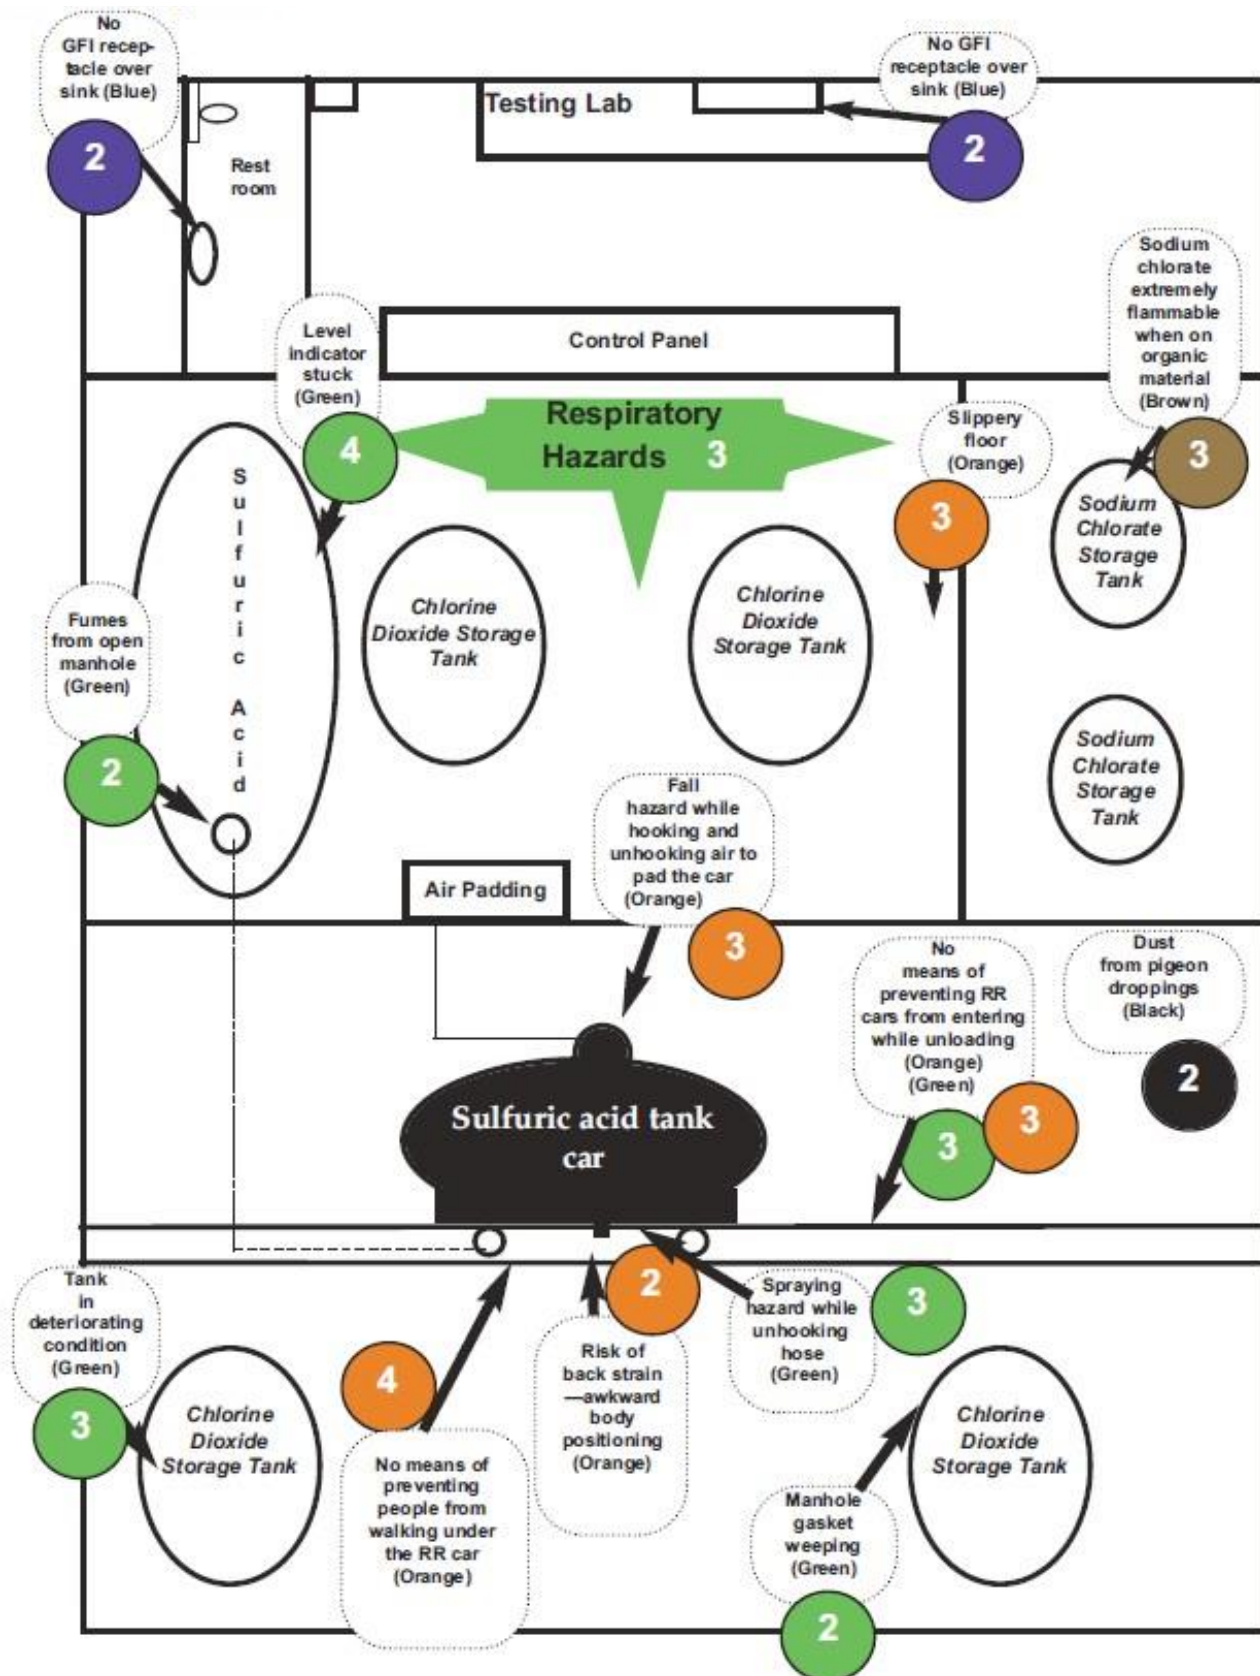 No
GFI recep-
tacle over
sink (Blue)
2
No GFI
receptacle over
sink (Blue)
2
Testing Lab
Rest
room
Sodium
chlorate
extremely
flammable
when on
organic
material
(Brown)
3
Control Panel
Level
indicator
stuck
(Green)
4
Respiratory
Hazards 3
Slippery
floor
(Orange)
3
Sulfuric Acid
Sodium
Chlorate
Storage
Tank
Chlorine
Dioxide Storage
Tank
Chlorine
Dioxide
Storage Tank
Fumes
from open
manhole
(Green)
2
Sodium
Chlorate
Storage
Tank
Fall
hazard while
hooking and
unhooking air to
pad the car
(Orange)
3
Air Padding
No
means of
preventing RR
cars from entering
while unloading
(Orange)
(Green)
3
3
Dust
from pigeon
droppings
(Black)
2
Sulfuric acid tank
car
Tank
in
deteriorating
condition
(Green)
3
Chlorine
Dioxide
Storage Tank
4
No means of
preventing
people from
walking under
the RR car
(Orange)
2
Risk of
back strain
—awkward
body
positioning
(Orange)
Spraying
hazard while
unhooking
hose
(Green)
3
Chlorine
Dioxide
Storage Tank
Manhole
gasket
weeping
(Green)
2